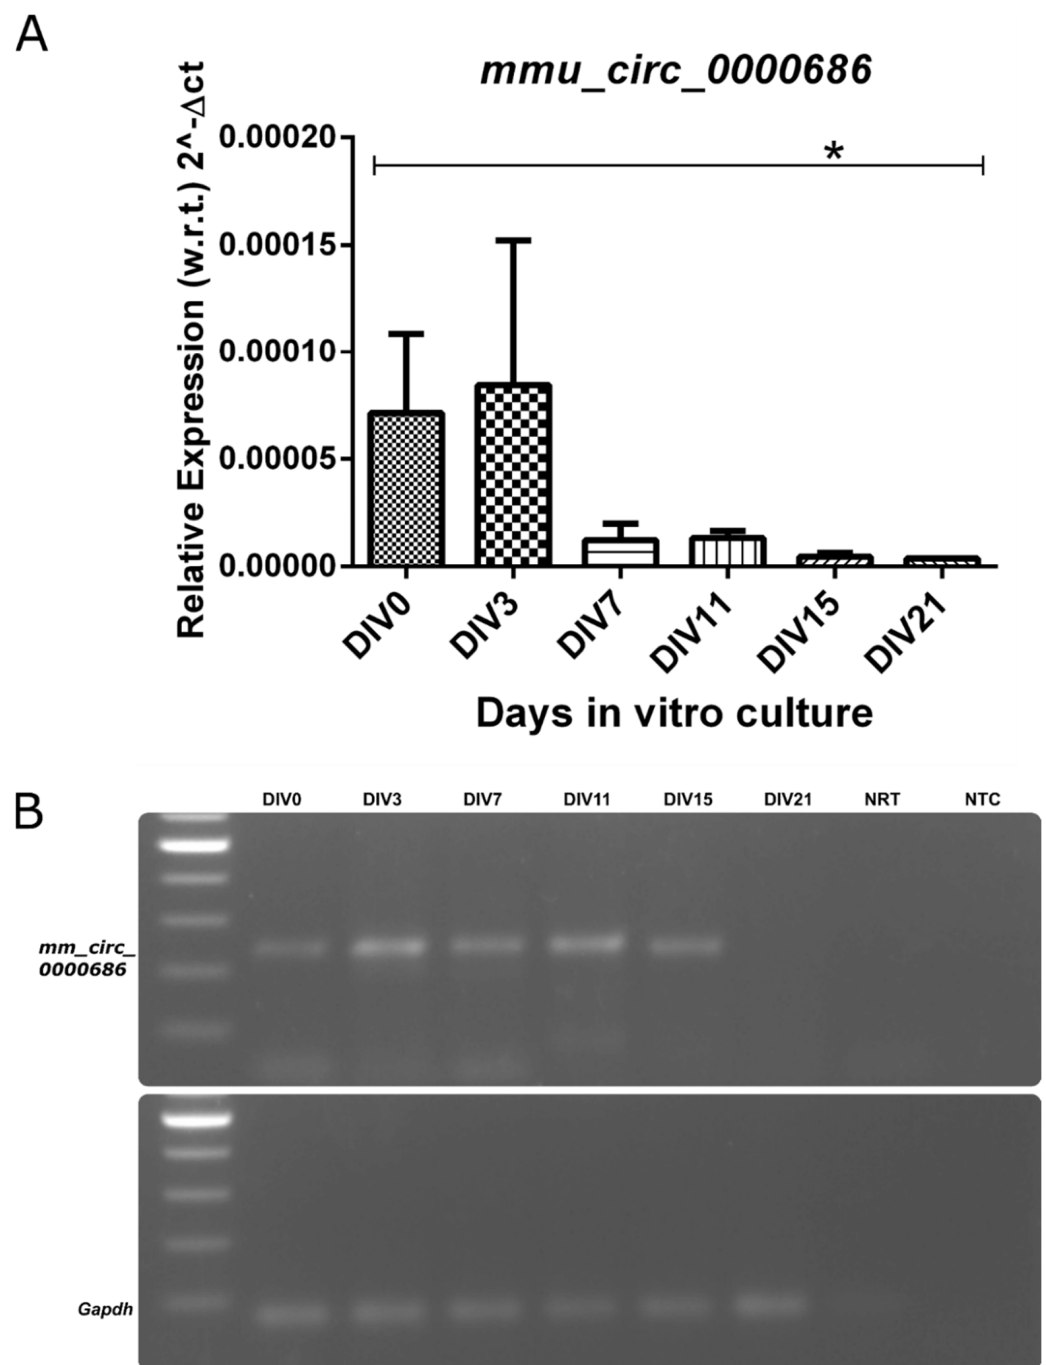 A
mmu_circ_0000686
Relative Expression (w.r.t.) 2^-Δct
0.00020
*
0.00015
0.00010
0.00005
0.00000
DIV0 DIV3 DIV7 DIV11 DIV15 DIV21
Days in vitro culture
B
DIV0 DIV3 DIV7 DIV11 DIV15 DIV21 NRT NTC
mm_circ_
0000686
Gapdh